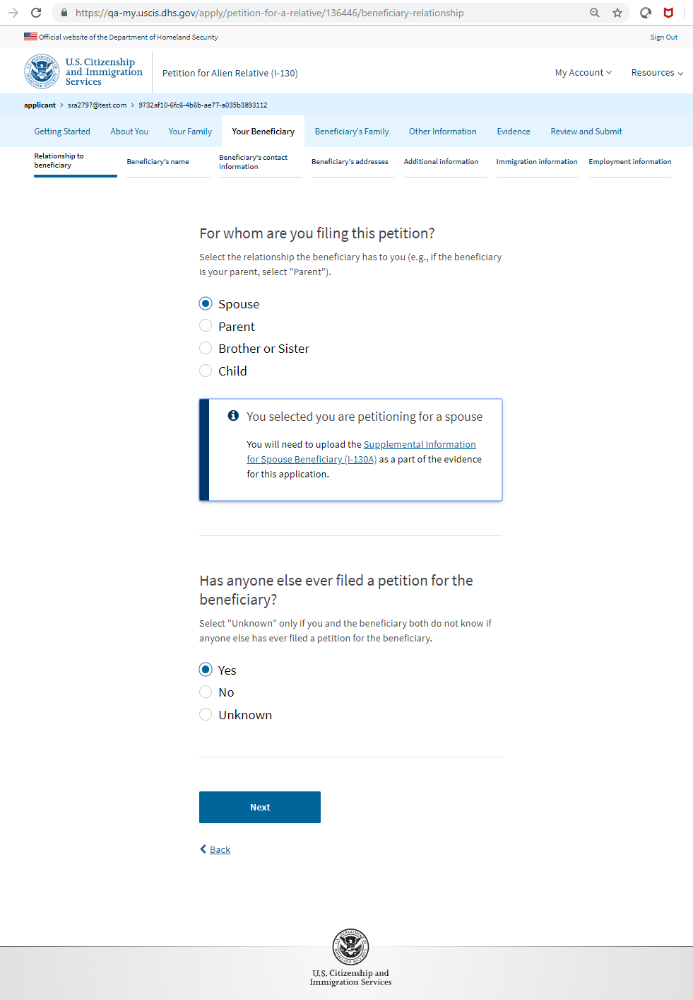 https://qa-my.uscis.dhs.gov/apply/petition-for-a-relative/136446/beneficiary-relationship
Official website of the Department of Homeland Security
Sign Out
U.S. Citizenship
and Immigration
Services
Petition for Alien Relative (I-130)
My Account
Resources
applicant > sra2797@test.com > 9732af10-6fc6-4b6b-ae77-a035b3893112
Getting Started
About You
Your Family
Your Beneficiary
Beneficiary's Family
Other Information
Evidence
Review and Submit
Relationship to
beneficiary
Beneficiary's name
Beneficiary's contact
information
Beneficiary's addresses
Additional information
Immigration information
Employment information
For whom are you filing this petition?
Select the relationship the beneficiary has to you (e.g., if the beneficiary
is your parent, select "Parent").
Spouse
Parent
Brother or Sister
Child
You selected you are petitioning for a spouse
You will need to upload the Supplemental Information
for Spouse Beneficiary (I-130A) as a part of the evidence
for this application.
Has anyone else ever filed a petition for the
beneficiary?
Select "Unknown" only if you and the beneficiary both do not know if
anyone else has ever filed a petition for the beneficiary.
Yes
No
Unknown
Next
Back
U.S. Citizenship and
Immigration Services